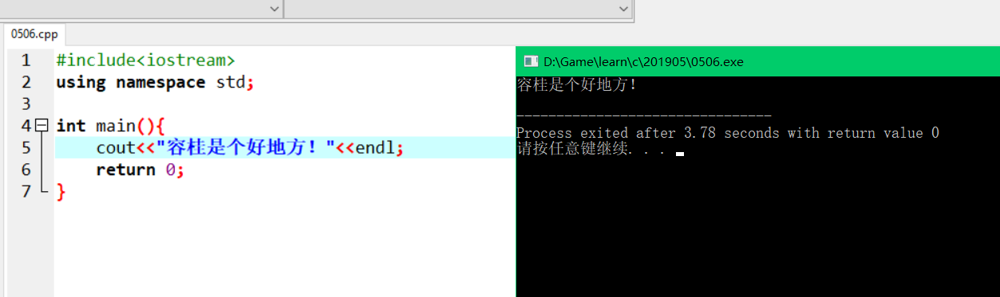 0506.cpp
1 #include<iostream>
2 using namespace std;
3
4 int main(){
5 cout<<"容桂是个好地方！"<<endl;
6 return 0;
7 }
D:\Game\learn\c\201905\0506.exe
容桂是个好地方！
--------------------------------
Process exited after 3.78 seconds with return value 0
请按任意键继续. . .